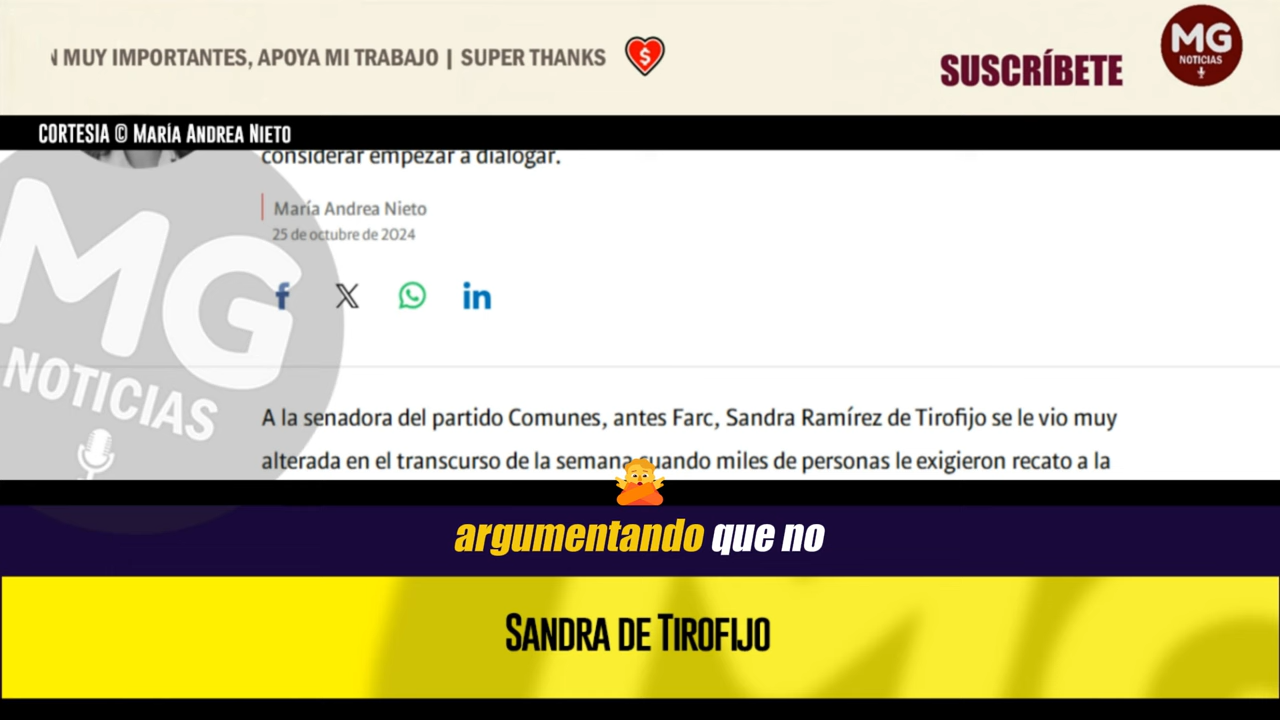 MUY IMPORTANTES, APOYA MI TRABAJO | SUPER THANKS
SUSCRÍBETE
MG
NOTICIAS
CORTESIA © MARÍA ANDREA NIETO
considerar empezar a dialogar.
María Andrea Nieto
25 de octubre de 2024
MG
NOTICIAS
A la senadora del partido Comunes, antes Farc, Sandra Ramírez de Tirofijo se le vio muy
alterada en el transcurso de la semana cuando miles de personas le exigieron recato a la
argumentando que no
SANDRA DE TIROFIJO